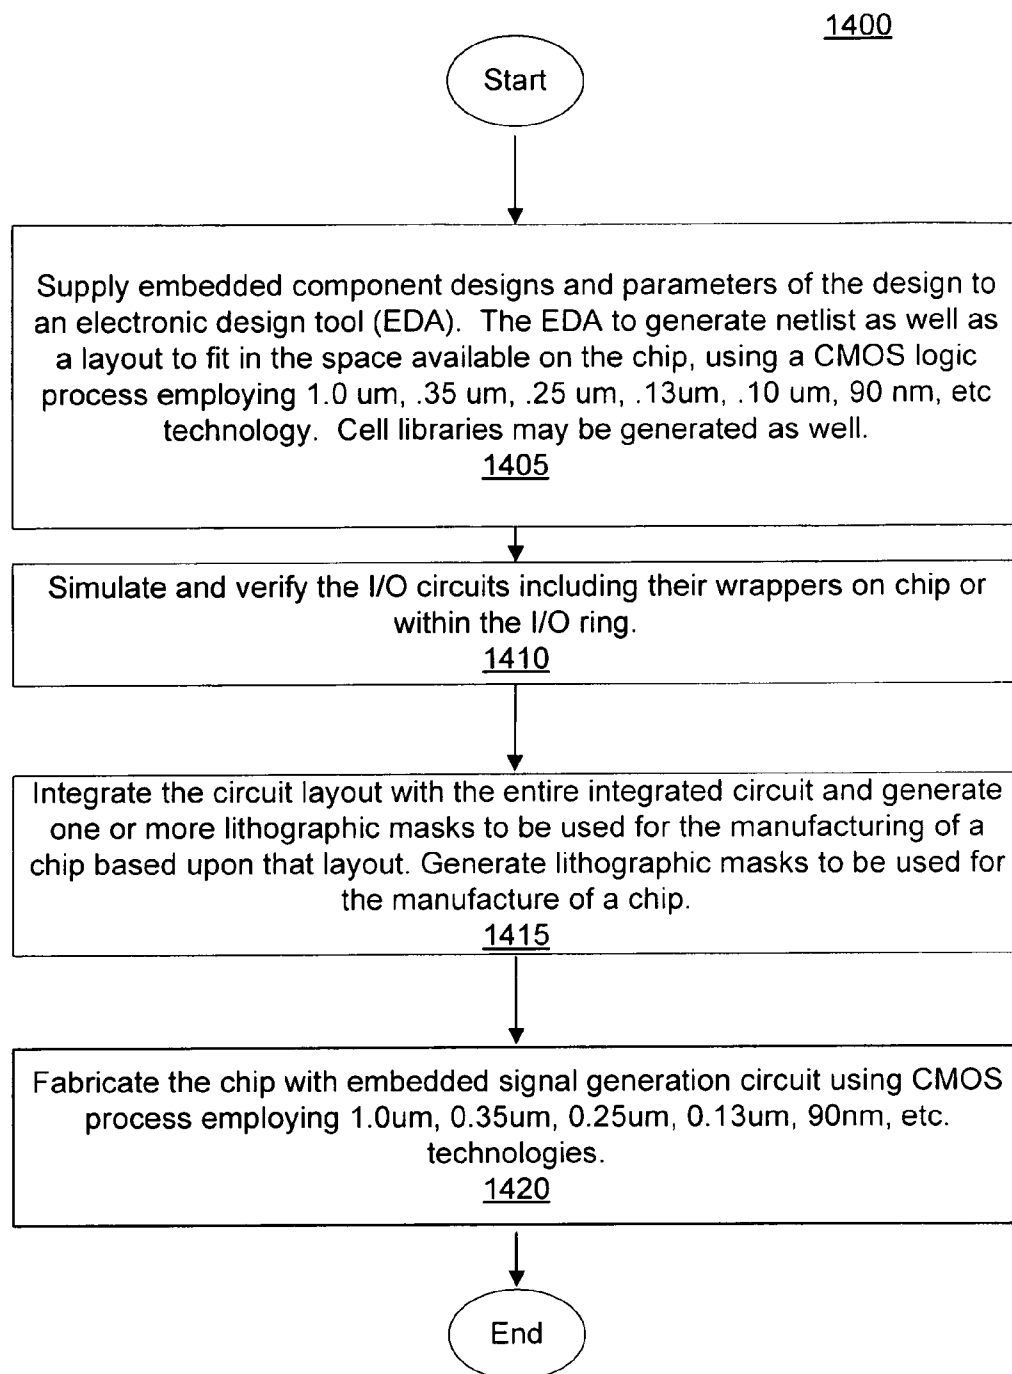 1400
Start
Supply embedded component designs and parameters of the design to
an electronic design tool (EDA). The EDA to generate netlist as well as
a layout to fit in the space available on the chip, using a CMOS logic
process employing 1.0 um, .35 um, .25 um, .13um, .10 um, 90 nm, etc
technology. Cell libraries may be generated as well.
1405
Simulate and verify the I/O circuits including their wrappers on chip or
within the I/O ring.
1410
Integrate the circuit layout with the entire integrated circuit and generate
one or more lithographic masks to be used for the manufacturing of a
chip based upon that layout. Generate lithographic masks to be used for
the manufacture of a chip.
1415
Fabricate the chip with embedded signal generation circuit using CMOS
process employing 1.0um, 0.35um, 0.25um, 0.13um, 90nm, etc.
technologies.
1420
End